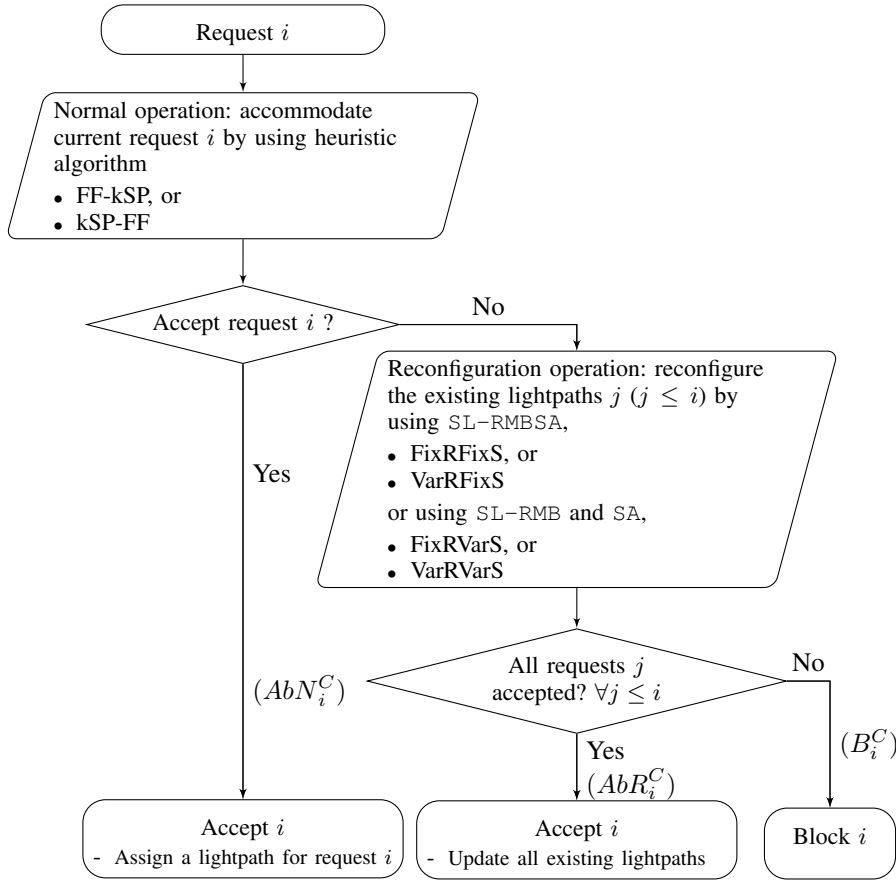 Request i
Normal operation: accommodate
current request i by using heuristic
algorithm
• FF-kSP, or
• kSP-FF
Accept request i ?
No
Reconfiguration operation: reconfigure
the existing lightpaths j (j ≤ i) by
using SL-RMBSA,
• FixRFixS, or
• VarRFixS
or using SL-RMB and SA,
• FixRVarS, or
• VarRVarS
Yes
All requests j
accepted? ∀j ≤ i
No
(AbN_i^C)
Yes
(AbR_i^C)
(B_i^C)
Accept i
- Assign a lightpath for request i
Accept i
- Update all existing lightpaths
Block i